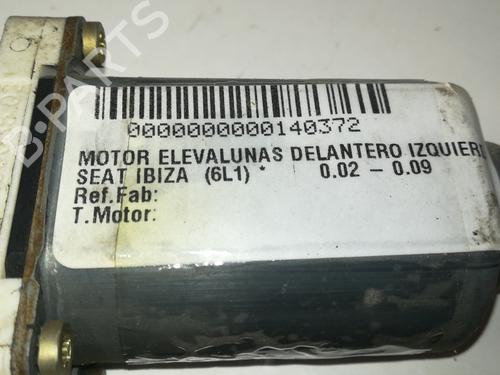 B-PARTS
0000000000140372
MOTOR ELEVALUNAS DELANTERO IZQUIER
SEAT IBIZA (6L1) * 0.02 - 0.09
Ref.Fab:
T.Motor: